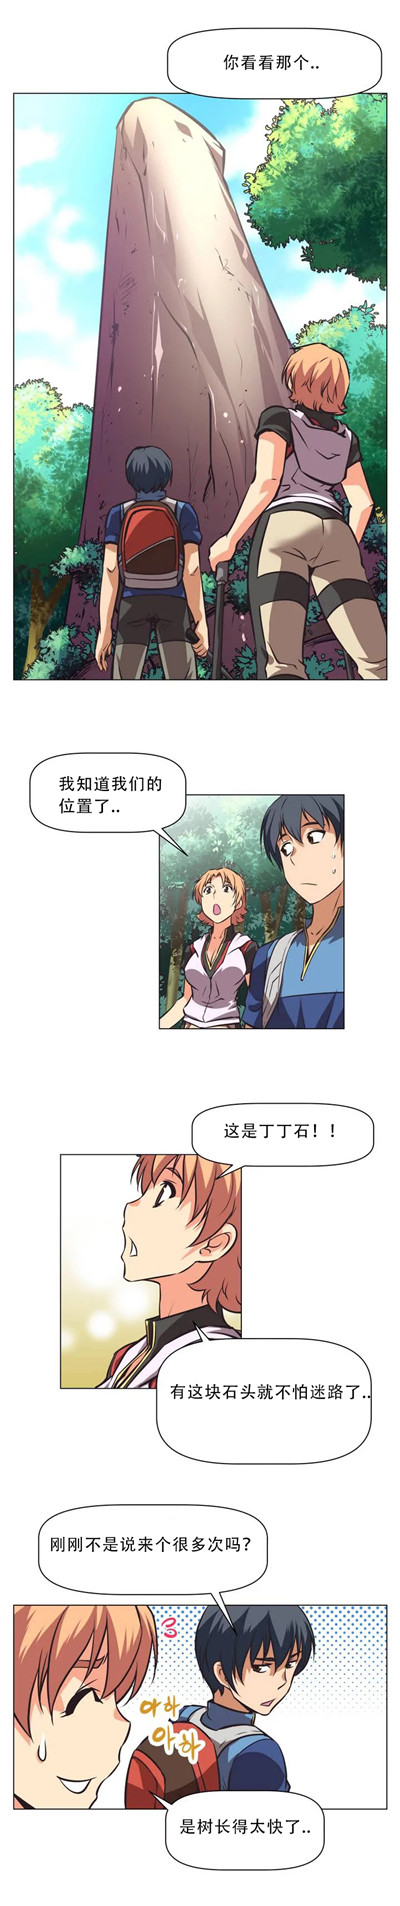 你看看那个..
我知道我们的
位置了..
这是丁丁石！！
有这块石头就不怕迷路了..
刚刚不是说来个很多次吗？
아하
아하
是树长得太快了..